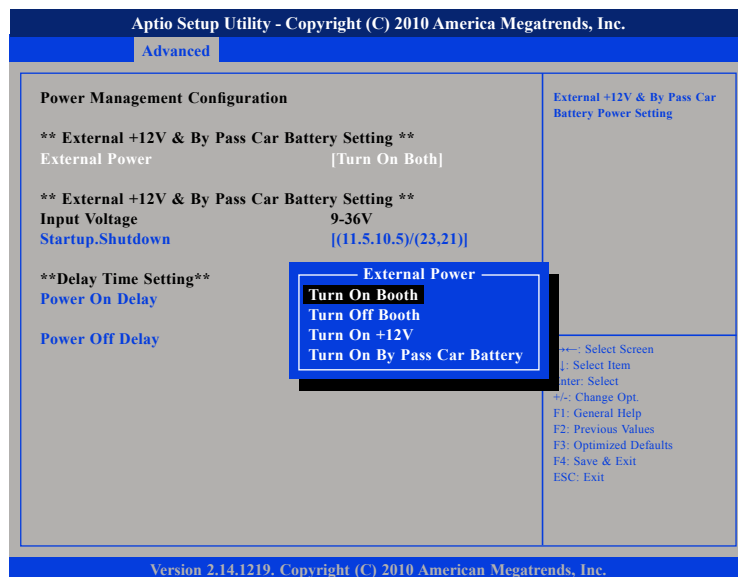 Aptio Setup Utility - Copyright (C) 2010 America Megatrends, Inc.
Advanced
Power Management Configuration
** External +12V & By Pass Car Battery Setting **
External Power [Turn On Both]
** External +12V & By Pass Car Battery Setting **
Input Voltage 9-36V
Startup.Shutdown [(11.5.10.5)/(23,21)]
**Delay Time Setting**
Power On Delay
Power Off Delay
External Power
Turn On Booth
Turn Off Booth
Turn On +12V
Turn On By Pass Car Battery
External +12V & By Pass Car
Battery Power Setting
→←: Select Screen
↓: Select Item
Enter: Select
+/-: Change Opt.
F1: General Help
F2: Previous Values
F3: Optimized Defaults
F4: Save & Exit
ESC: Exit
Version 2.14.1219. Copyright (C) 2010 American Megatrends, Inc.